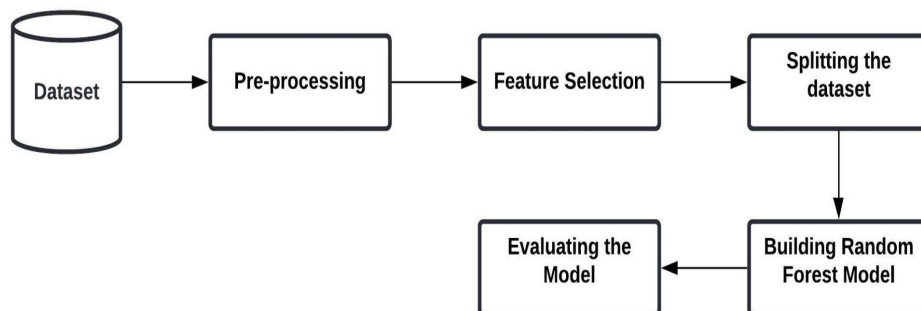 Dataset
Pre-processing
Feature Selection
Splitting the
dataset
Building Random
Forest Model
Evaluating the
Model